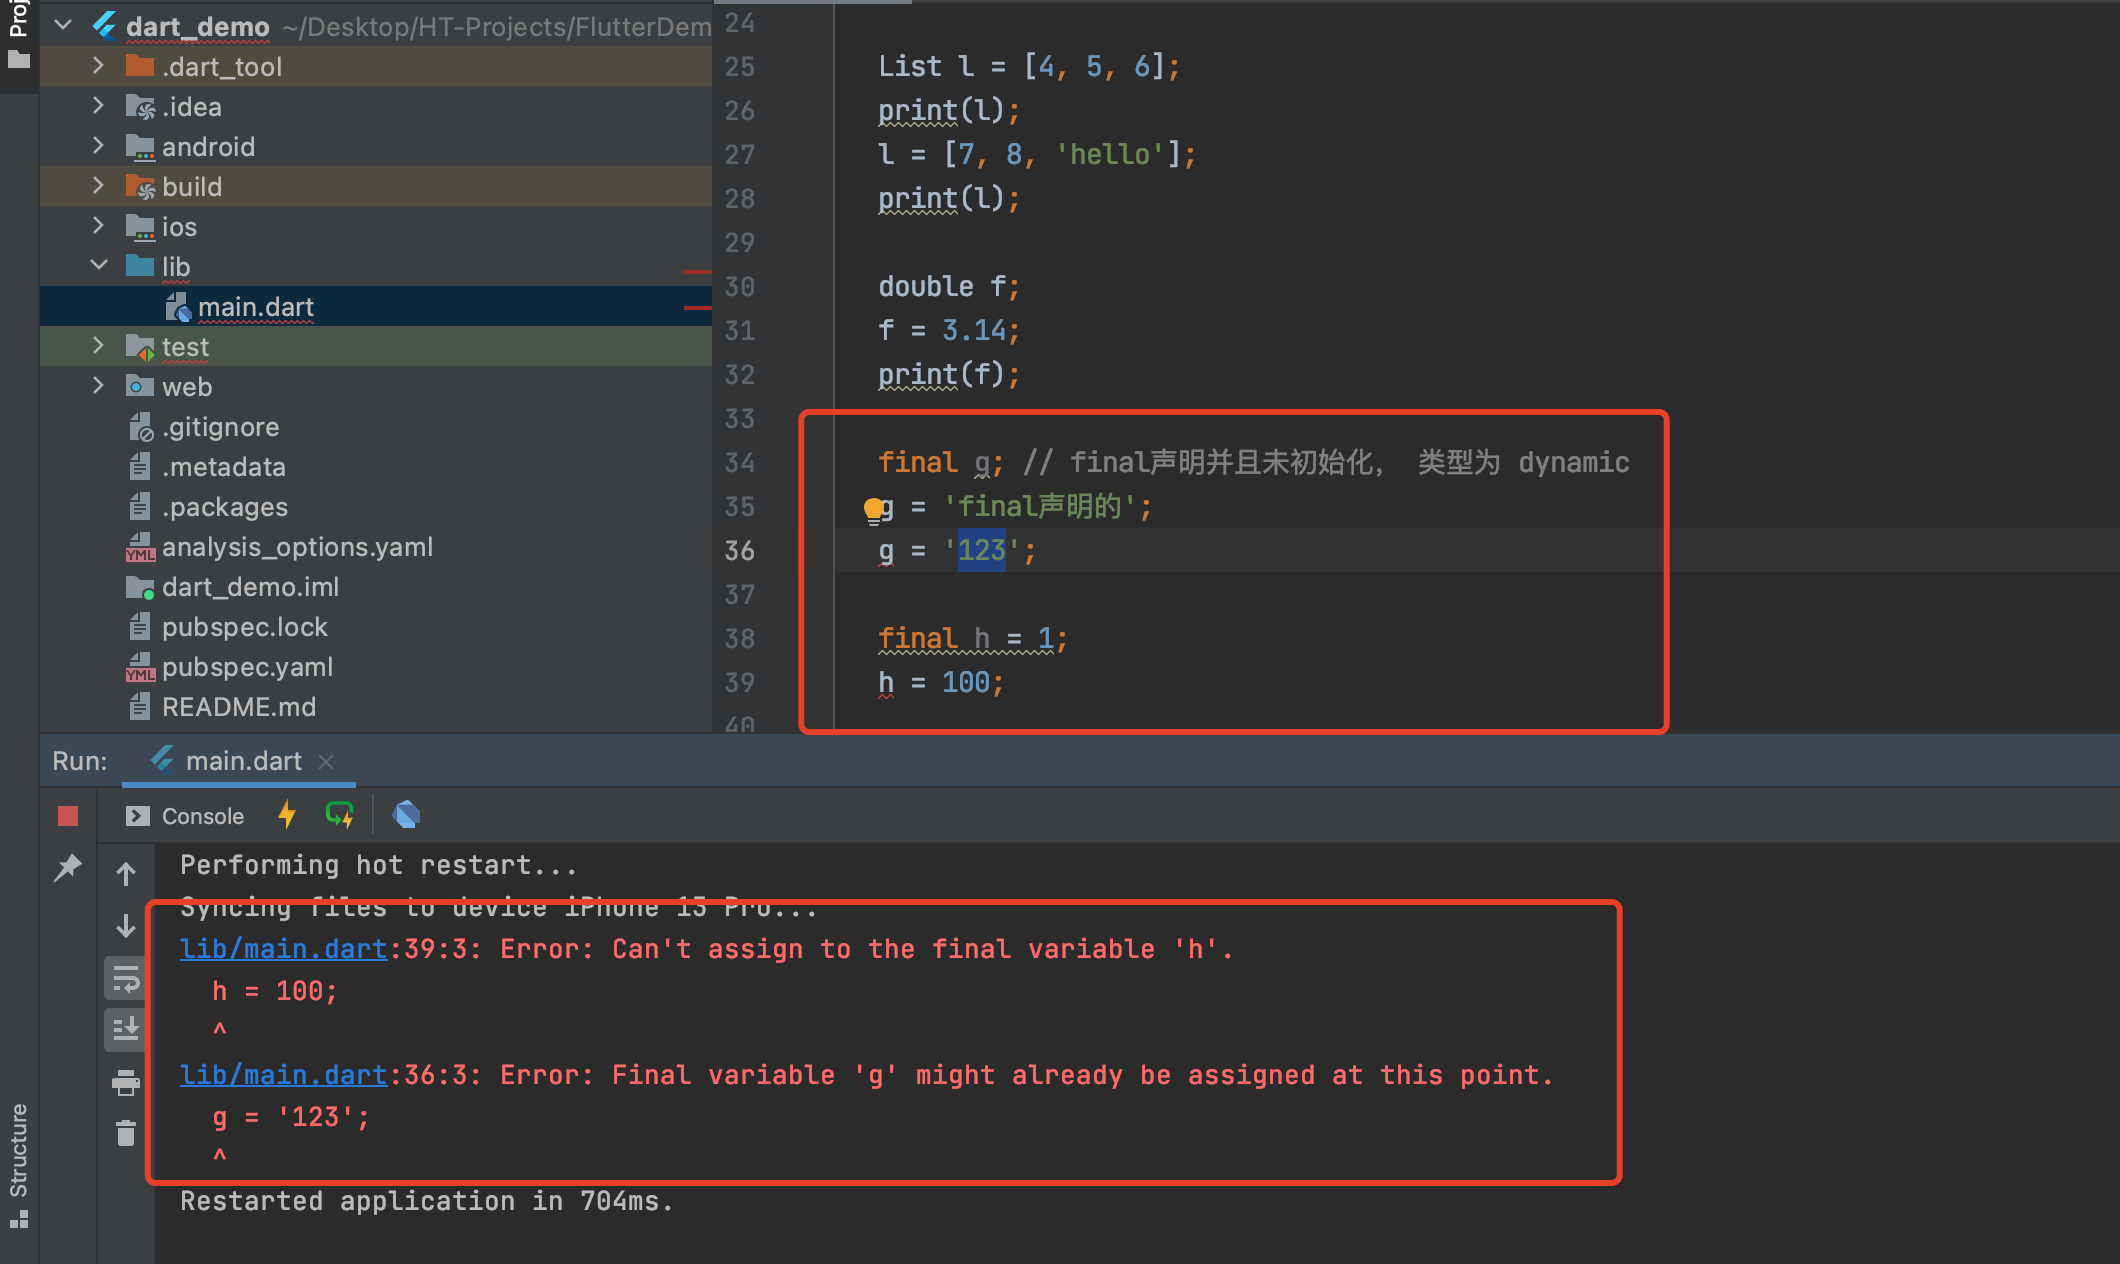 Proj
dart_demo ~/Desktop/HT-Projects/FlutterDem
.dart_tool
.idea
android
build
ios
lib
main.dart
test
web
.gitignore
.metadata
.packages
analysis_options.yaml
dart_demo.iml
pubspec.lock
pubspec.yaml
README.md
24
25 List l = [4, 5, 6];
26 print(l);
27 l = [7, 8, 'hello'];
28 print(l);
29
30 double f;
31 f = 3.14;
32 print(f);
33
34 final g; // final声明并且未初始化, 类型为 dynamic
35 g = 'final声明的';
36 g = '123';
37
38 final h = 1;
39 h = 100;
40
Run: main.dart
Console
Performing hot restart...
Syncing files to device iPhone 13 Pro...
lib/main.dart:39:3: Error: Can't assign to the final variable 'h'.
h = 100;
^
lib/main.dart:36:3: Error: Final variable 'g' might already be assigned at this point.
g = '123';
^
Restarted application in 704ms.
Structure